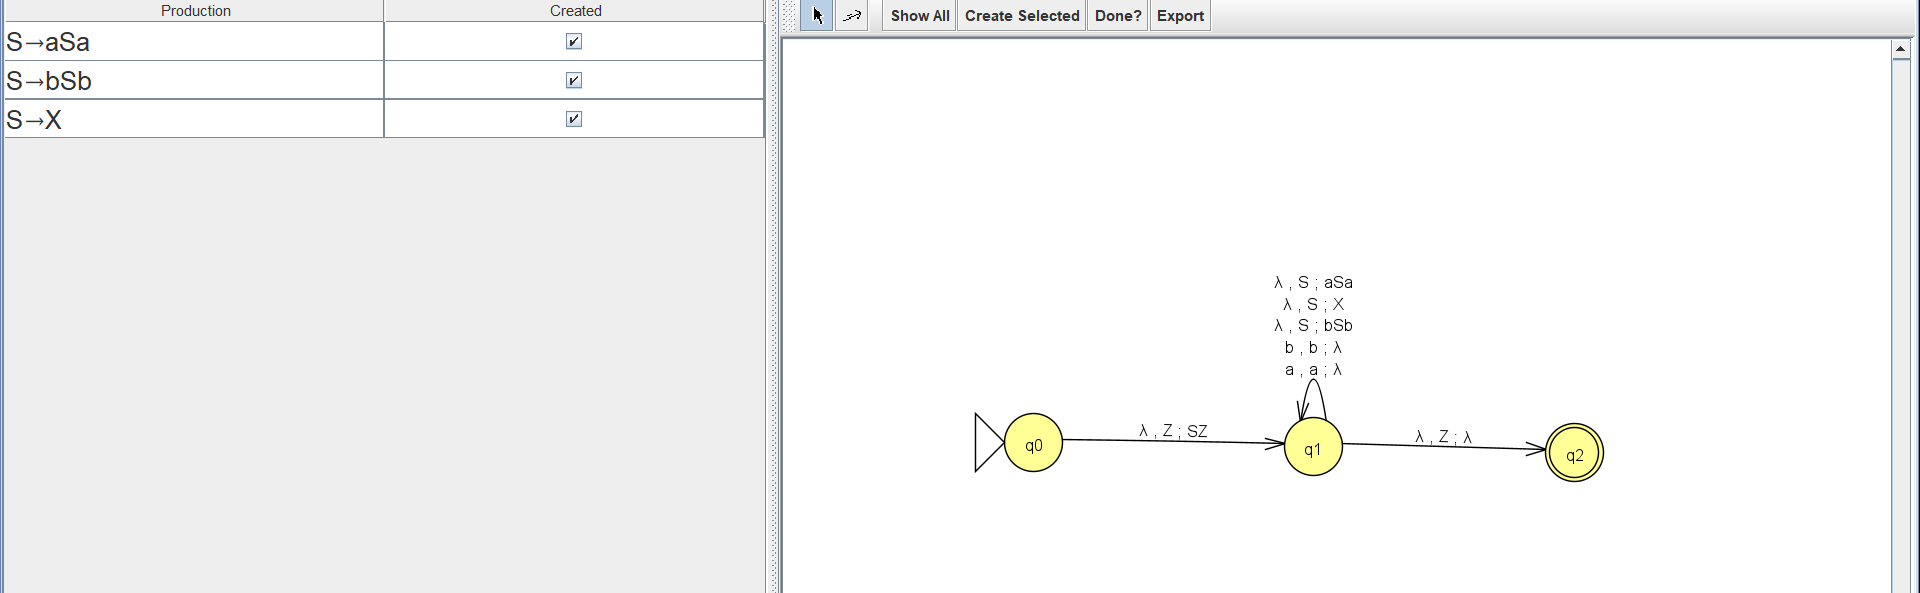 Production Created
S→aSa
S→bSb
S→X
Show All Create Selected Done? Export
λ , S ; aSa
λ , S ; X
λ , S ; bSb
b , b ; λ
a , a ; λ
λ , Z ; SZ
λ , Z ; λ
q0
q1
q2